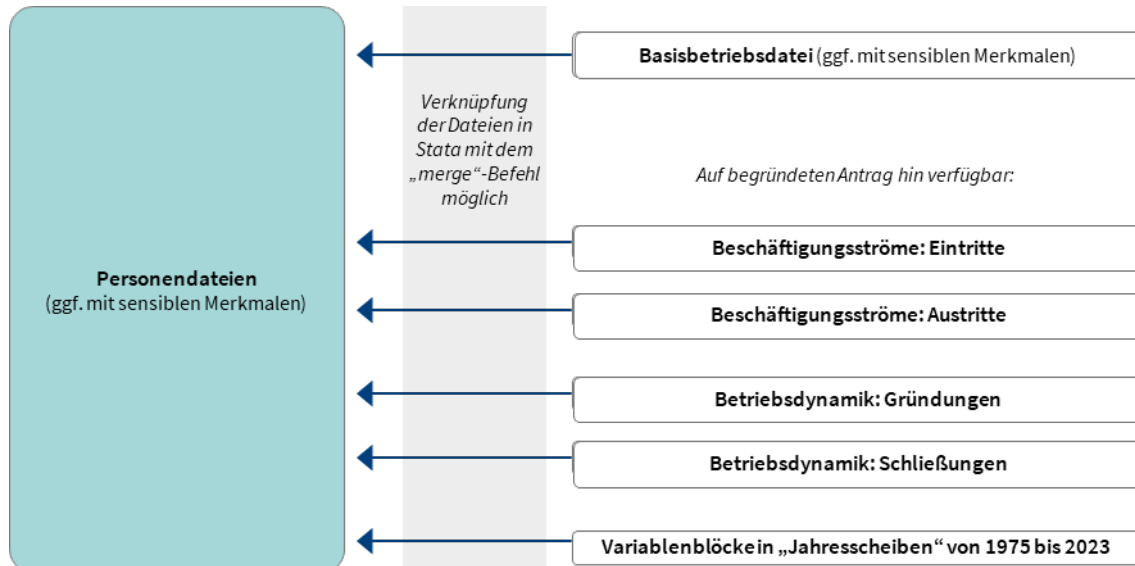 Personendateien
(ggf. mit sensiblen Merkmalen)
Verknüpfung
der Dateien in
Stata mit dem
„merge“-Befehl
möglich
Basisbetriebsdatei (ggf. mit sensiblen Merkmalen)
Auf begründeten Antrag hin verfügbar:
Beschäftigungsströme: Eintritte
Beschäftigungsströme: Austritte
Betriebsdynamik: Gründungen
Betriebsdynamik: Schließungen
Variablenblöcke in „Jahresscheiben“ von 1975 bis 2023